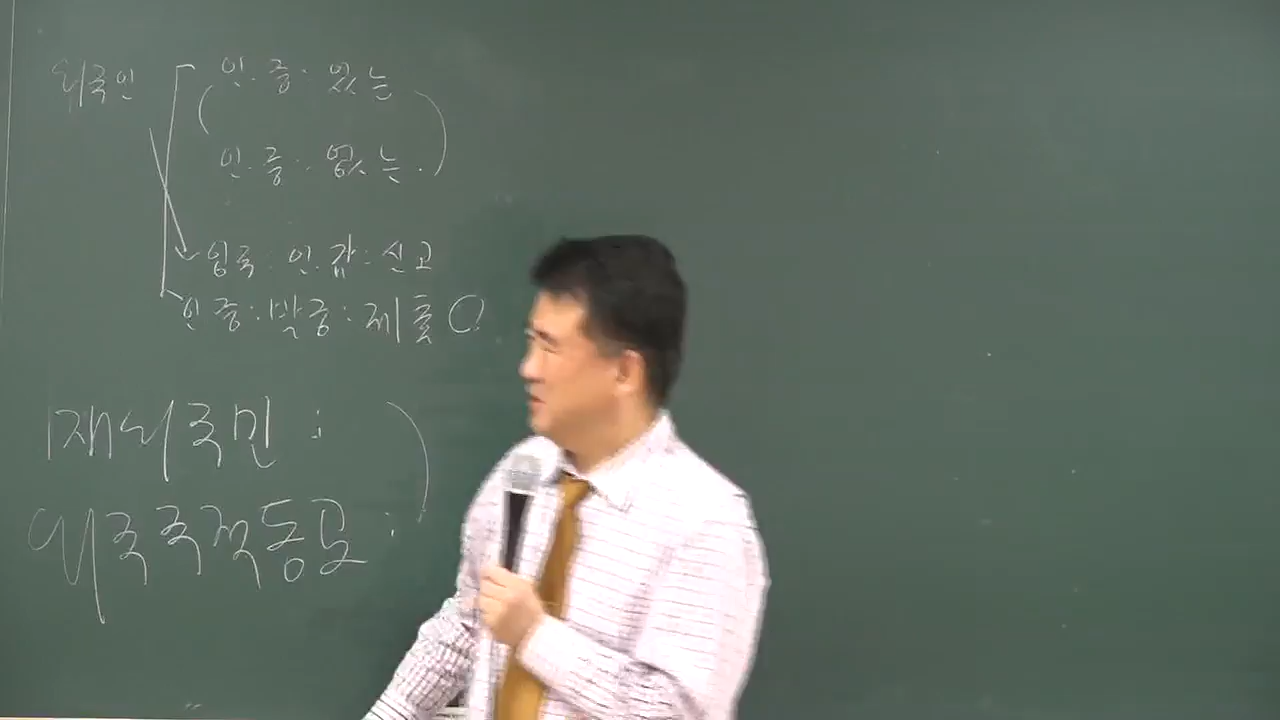 외국인
인·증· 있는
인·증· 없는·
입국·인·감·신고
인증·발증·제출 O
재외국민 :
외국국적동포 :